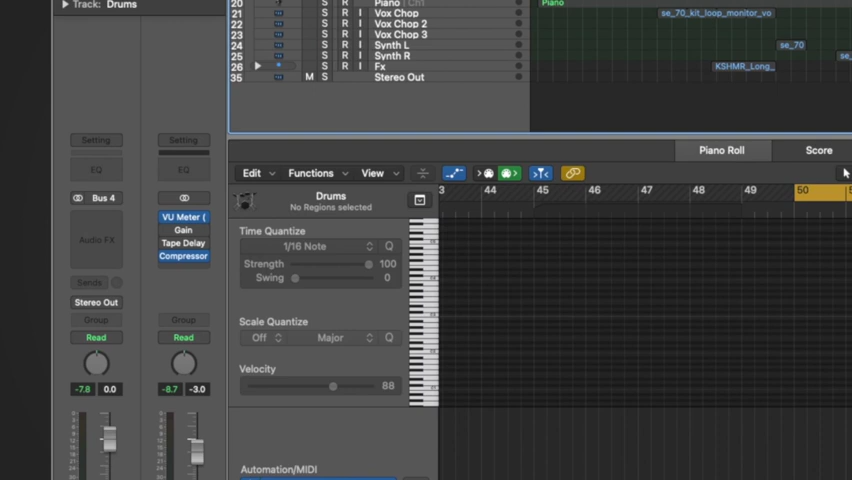 Track: Drums
20 S R Piano Ch1
21 S R I Vox Chop
22 S R I Vox Chop 2
23 S R I Vox Chop 3
24 S R I Synth L
25 S R I Synth R
26 S R I Fx
35 M S Stereo Out
Piano
se_70_kit_loop_monitor_vo
se_70
se_
KSHMR_Long_
Piano Roll Score
Edit Functions View
Setting Setting
EQ EQ
Bus 4
Audio FX
VU Meter (
Gain
Tape Delay
Compressor
Sends
Stereo Out
Group Group
Read Read
-7.8 0.0 -8.7 -3.0
Drums
No Regions selected
Time Quantize
1/16 Note Q
Strength 100
Swing 0
Scale Quantize
Off Major Q
Velocity
88
Automation/MIDI
3 44 45 46 47 48 49 50